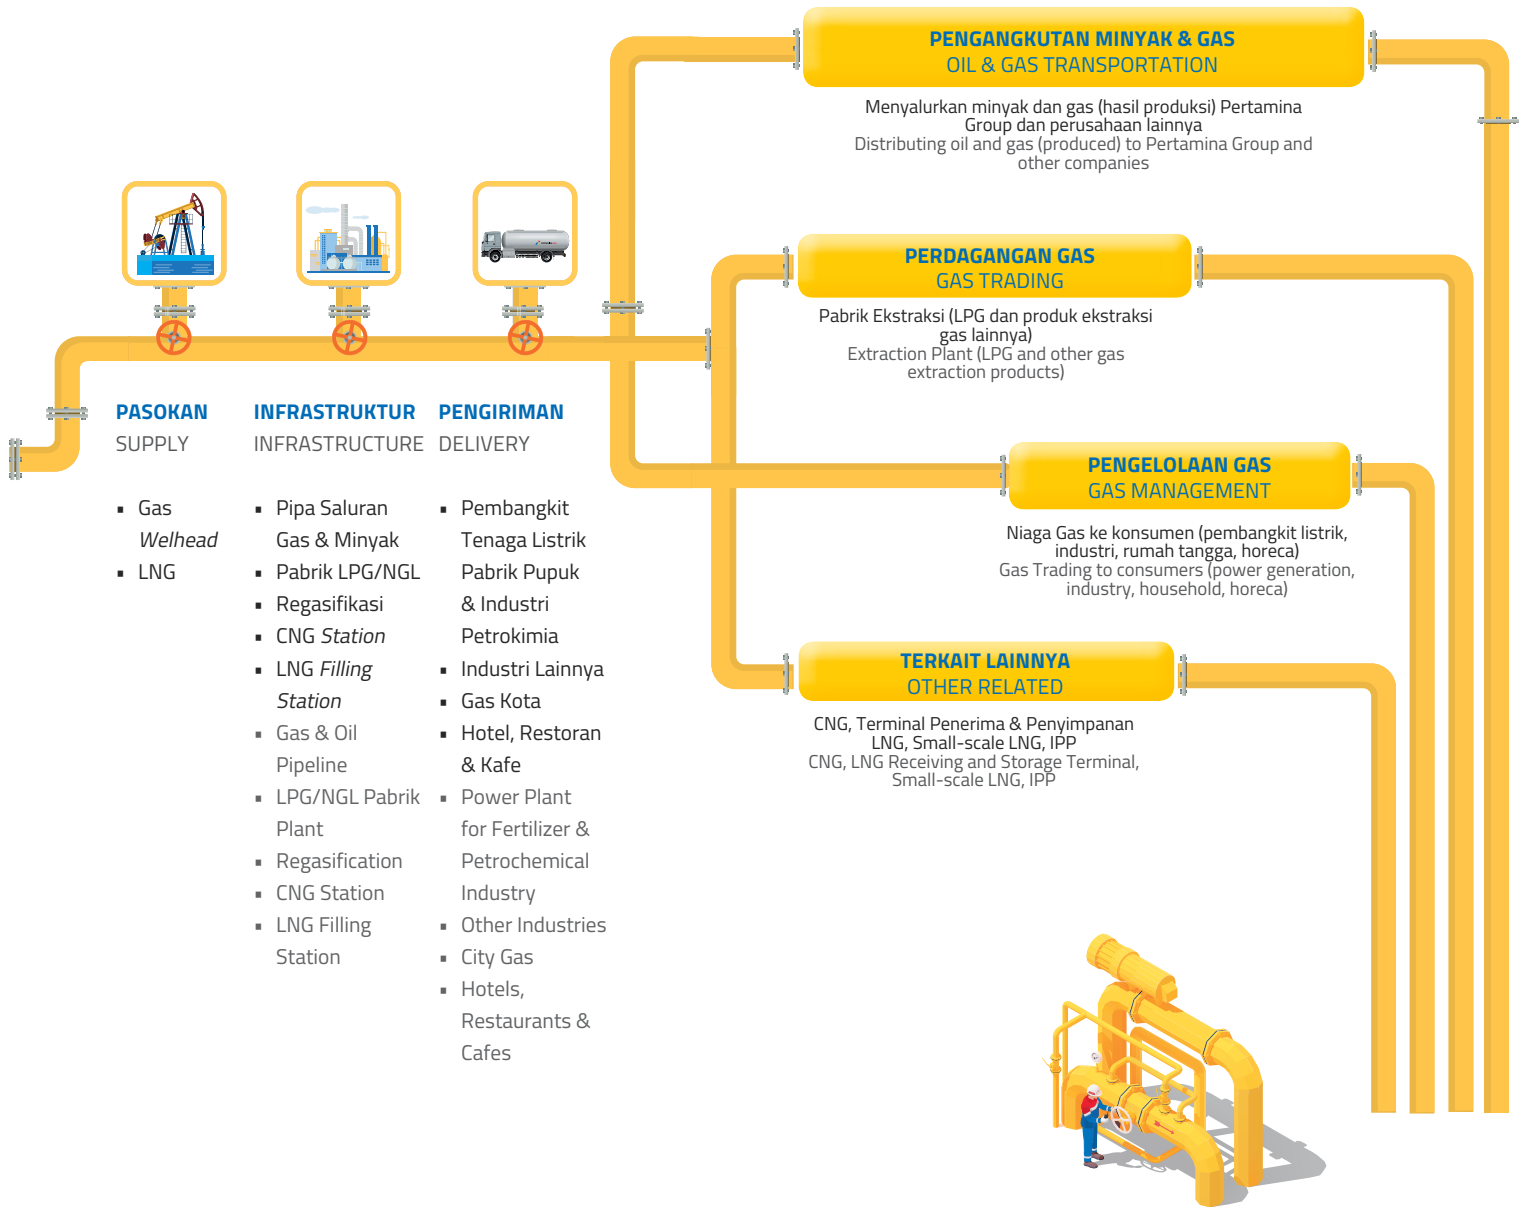 PENGANGKUTAN MINYAK & GAS
OIL & GAS TRANSPORTATION
Menyalurkan minyak dan gas (hasil produksi) Pertamina
Group dan perusahaan lainnya
Distributing oil and gas (produced) to Pertamina Group and
other companies
PERDAGANGAN GAS
GAS TRADING
Pabrik Ekstraksi (LPG dan produk ekstraksi
gas lainnya)
Extraction Plant (LPG and other gas
extraction products)
PENGELOLAAN GAS
GAS MANAGEMENT
Niaga Gas ke konsumen (pembangkit listrik,
industri, rumah tangga, horeca)
Gas Trading to consumers (power generation,
industry, household, horeca)
TERKAIT LAINNYA
OTHER RELATED
CNG, Terminal Penerima & Penyimpanan
LNG, Small-scale LNG, IPP
CNG, LNG Receiving and Storage Terminal,
Small-scale LNG, IPP
PASOKAN
SUPPLY
▪ Gas
Welhead
▪ LNG
INFRASTRUKTUR
INFRASTRUCTURE
▪ Pipa Saluran
Gas & Minyak
▪ Pabrik LPG/NGL
▪ Regasifikasi
▪ CNG Station
▪ LNG Filling
Station
▪ Gas & Oil
Pipeline
▪ LPG/NGL Pabrik
Plant
▪ Regasification
▪ CNG Station
▪ LNG Filling
Station
PENGIRIMAN
DELIVERY
▪ Pembangkit
Tenaga Listrik
Pabrik Pupuk
& Industri
Petrokimia
▪ Industri Lainnya
▪ Gas Kota
▪ Hotel, Restoran
& Kafe
▪ Power Plant
for Fertilizer &
Petrochemical
Industry
▪ Other Industries
▪ City Gas
▪ Hotels,
Restaurants &
Cafes